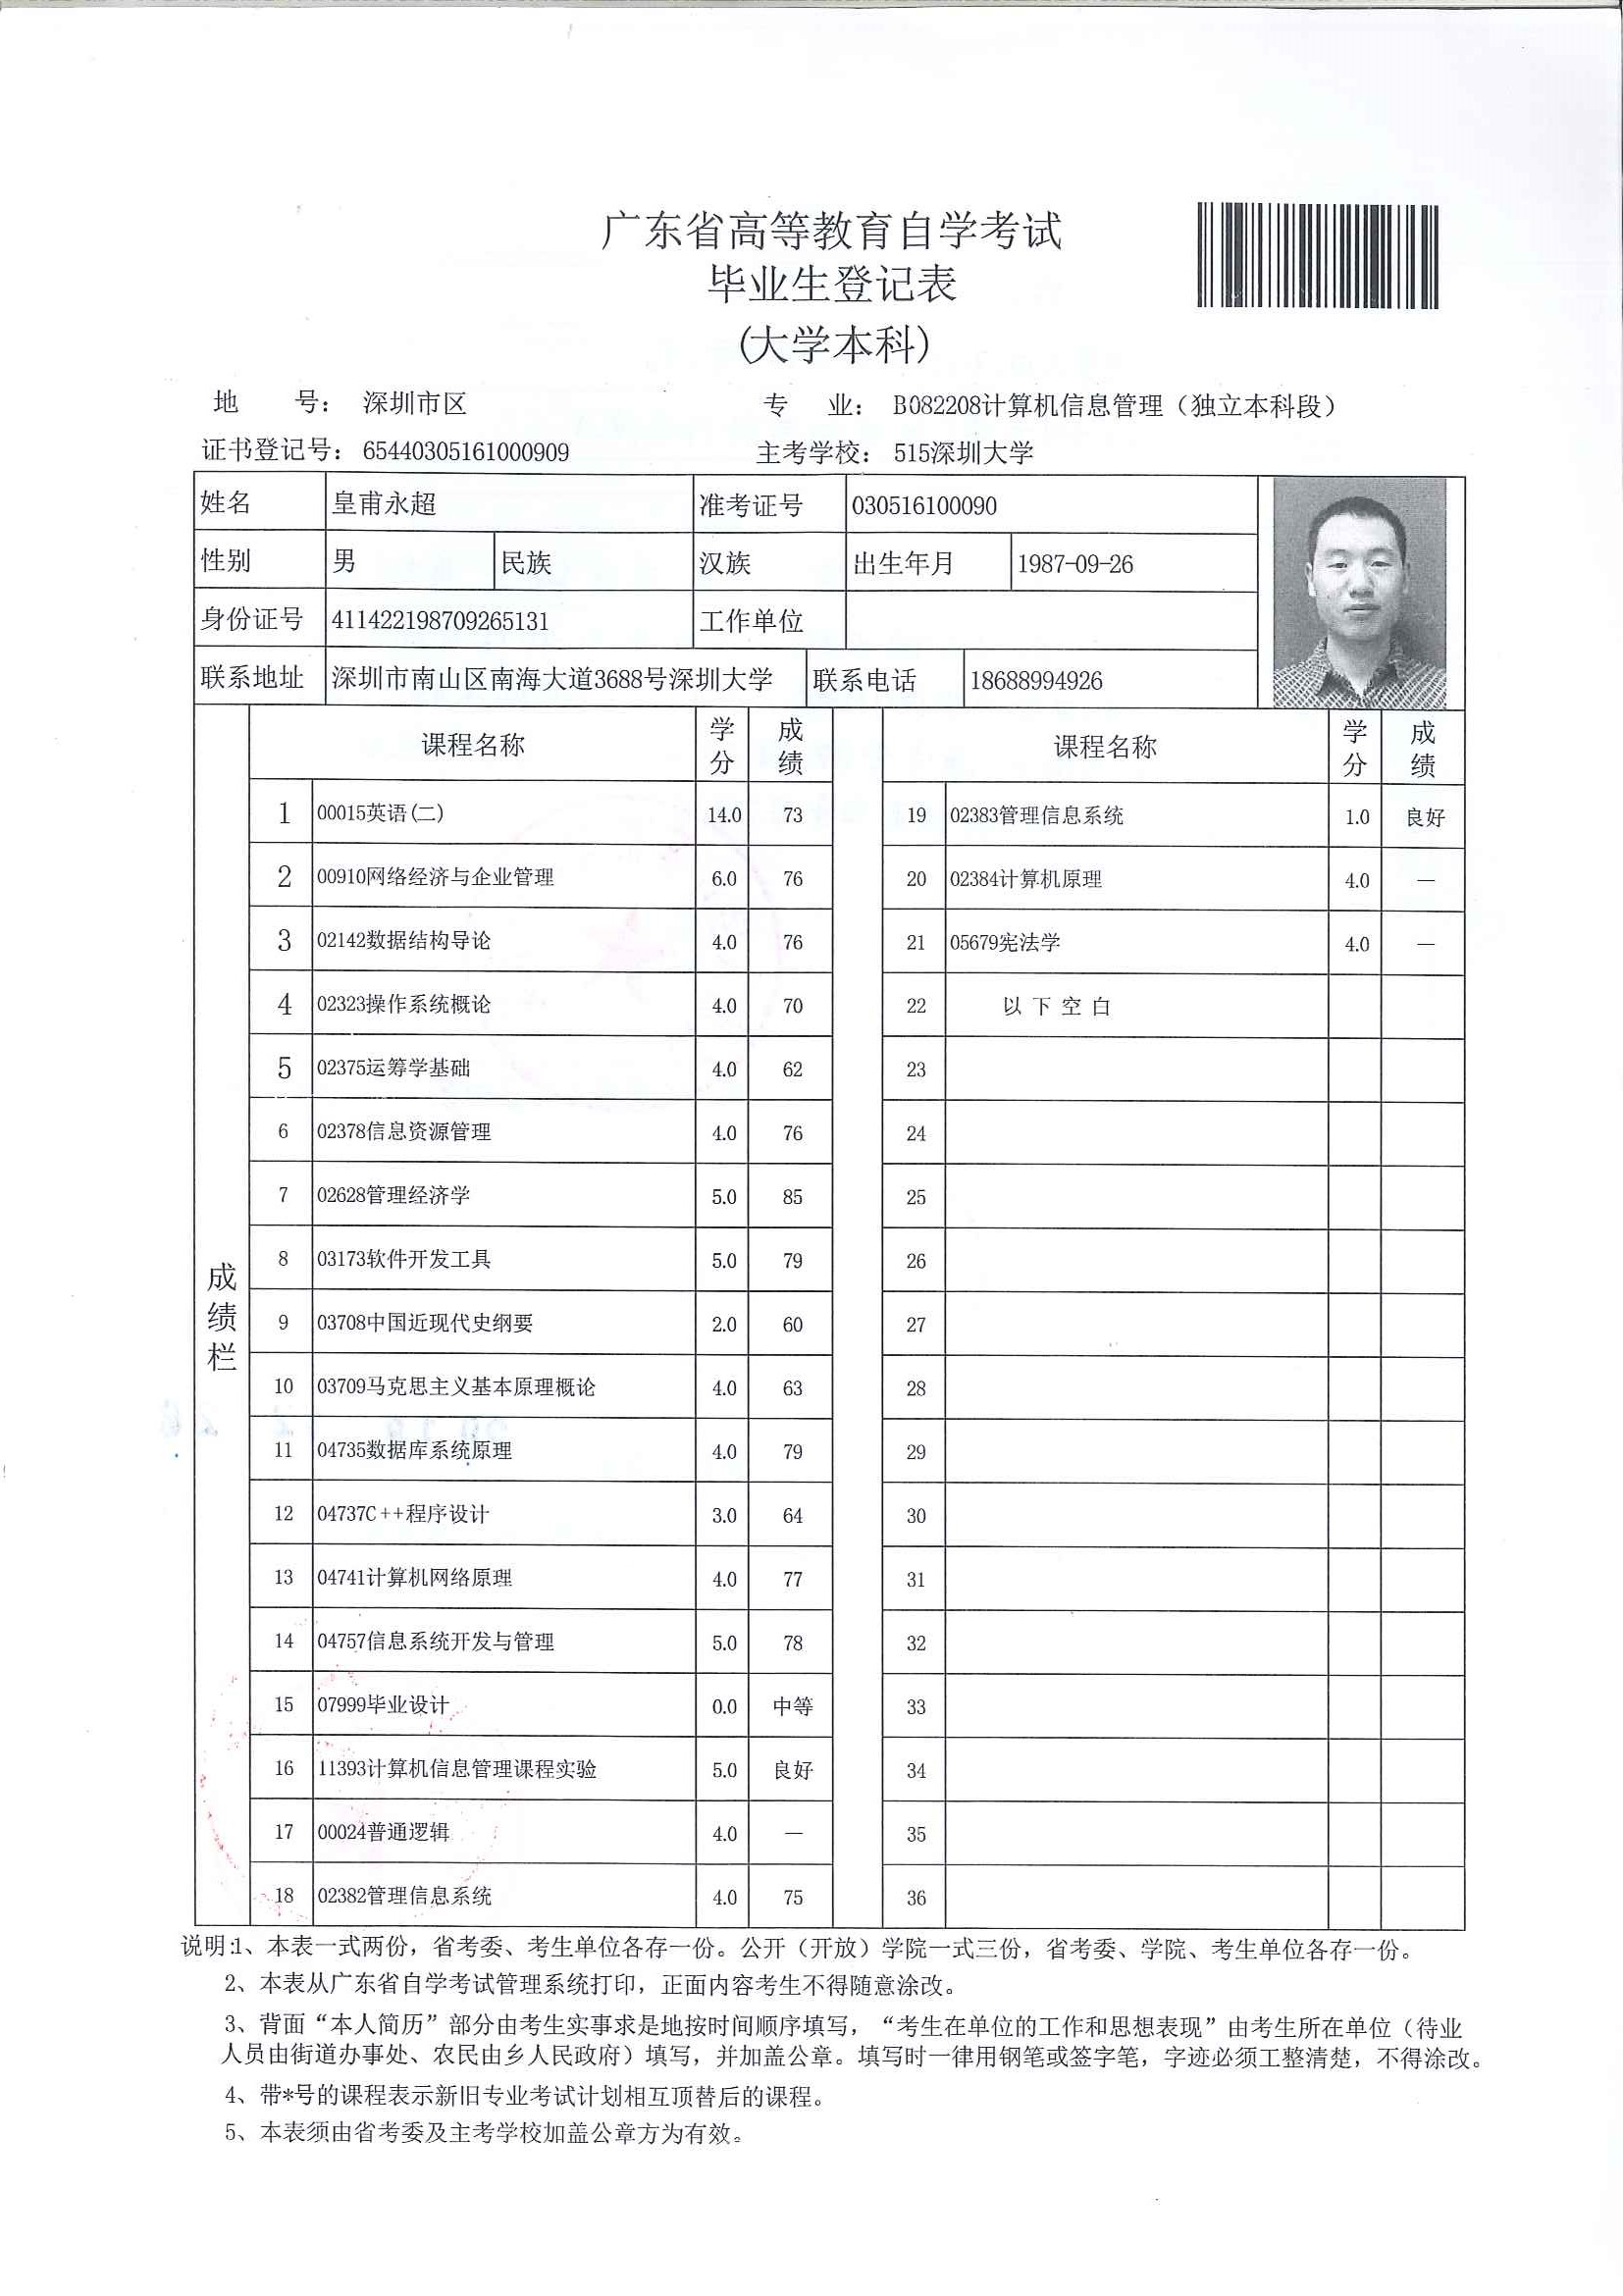 广东省高等教育自学考试
毕业生登记表
(大学本科)
地 号： 深圳市区 专 业： B082208计算机信息管理（独立本科段）
证书登记号： 65440305161000909 主考学校： 515深圳大学
姓名 皇甫永超 准考证号 030516100090
性别 男 民族 汉族 出生年月 1987-09-26
身份证号 411422198709265131 工作单位
联系地址 深圳市南山区南海大道3688号深圳大学 联系电话 18688994926
课程名称 学分 成绩 课程名称 学分 成绩
成绩栏
1 00015英语(二) 14.0 73 19 02383管理信息系统 1.0 良好
2 00910网络经济与企业管理 6.0 76 20 02384计算机原理 4.0 —
3 02142数据结构导论 4.0 76 21 05679宪法学 4.0 —
4 02323操作系统概论 4.0 70 22 以下空白
5 02375运筹学基础 4.0 62 23
6 02378信息资源管理 4.0 76 24
7 02628管理经济学 5.0 85 25
8 03173软件开发工具 5.0 79 26
9 03708中国近现代史纲要 2.0 60 27
10 03709马克思主义基本原理概论 4.0 63 28
11 04735数据库系统原理 4.0 79 29
12 04737C++程序设计 3.0 64 30
13 04741计算机网络原理 4.0 77 31
14 04757信息系统开发与管理 5.0 78 32
15 07999毕业设计 0.0 中等 33
16 11393计算机信息管理课程实验 5.0 良好 34
17 00024普通逻辑 4.0 — 35
18 02382管理信息系统 4.0 75 36
说明:1、本表一式两份，省考委、考生单位各存一份。公开（开放）学院一式三份，省考委、学院、考生单位各存一份。
2、本表从广东省自学考试管理系统打印，正面内容考生不得随意涂改。
3、背面“本人简历”部分由考生实事求是地按时间顺序填写，“考生在单位的工作和思想表现”由考生所在单位（待业
人员由街道办事处、农民由乡人民政府）填写，并加盖公章。填写时一律用钢笔或签字笔，字迹必须工整清楚，不得涂改。
4、带*号的课程表示新旧专业考试计划相互顶替后的课程。
5、本表须由省考委及主考学校加盖公章方为有效。